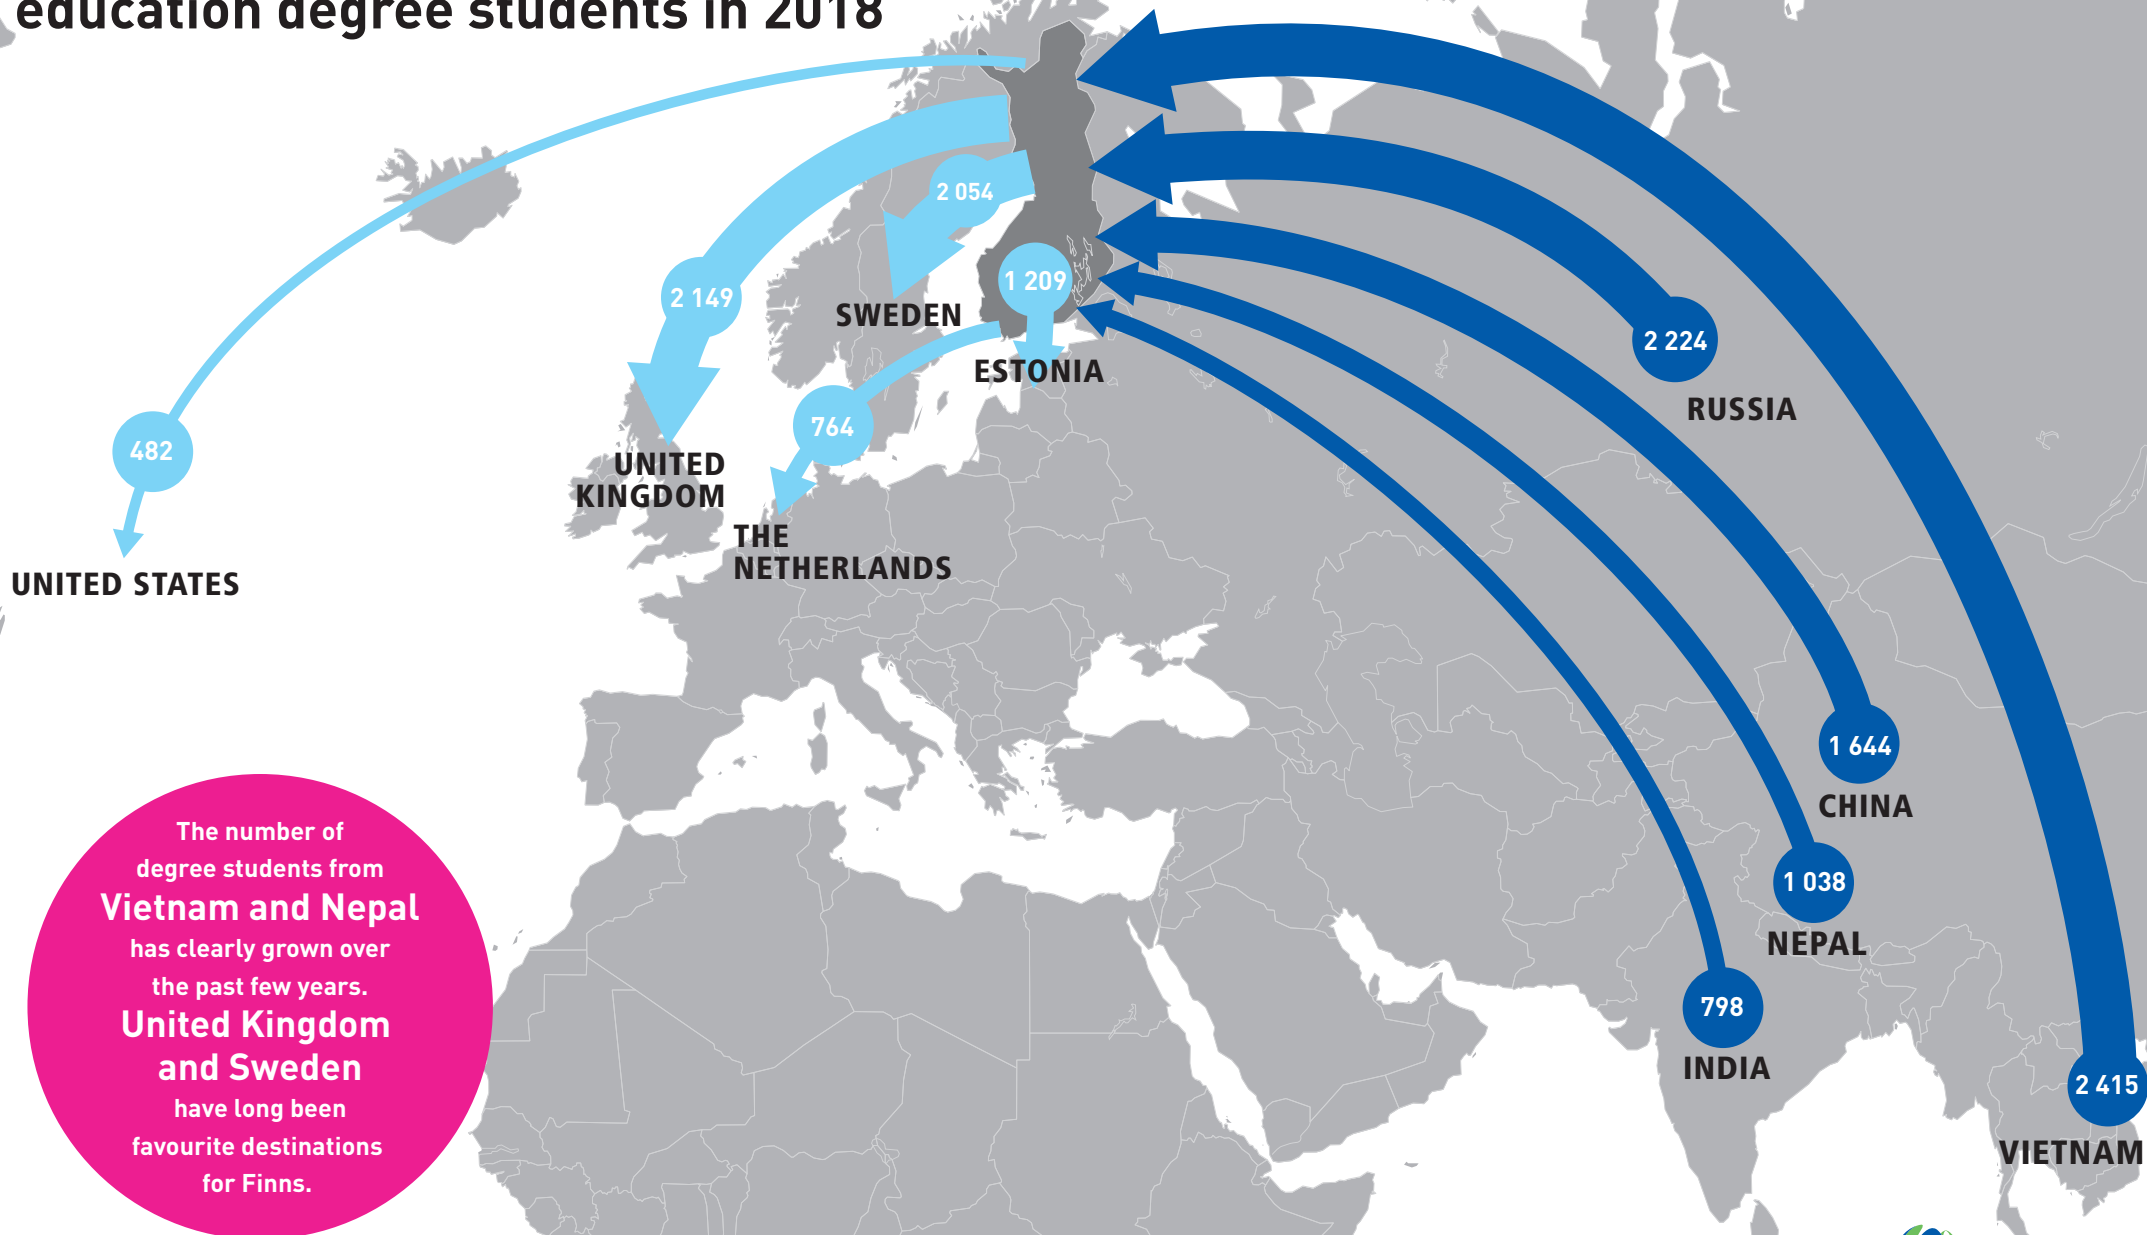 education degree students in 2018
2 054
2 149
SWEDEN
1 209
ESTONIA
2 224
RUSSIA
764
482
UNITED
KINGDOM
THE
NETHERLANDS
UNITED STATES
1 644
CHINA
1 038
NEPAL
798
INDIA
2 415
VIETNAM
The number of
degree students from
Vietnam and Nepal
has clearly grown over
the past few years.
United Kingdom
and Sweden
have long been
favourite destinations
for Finns.